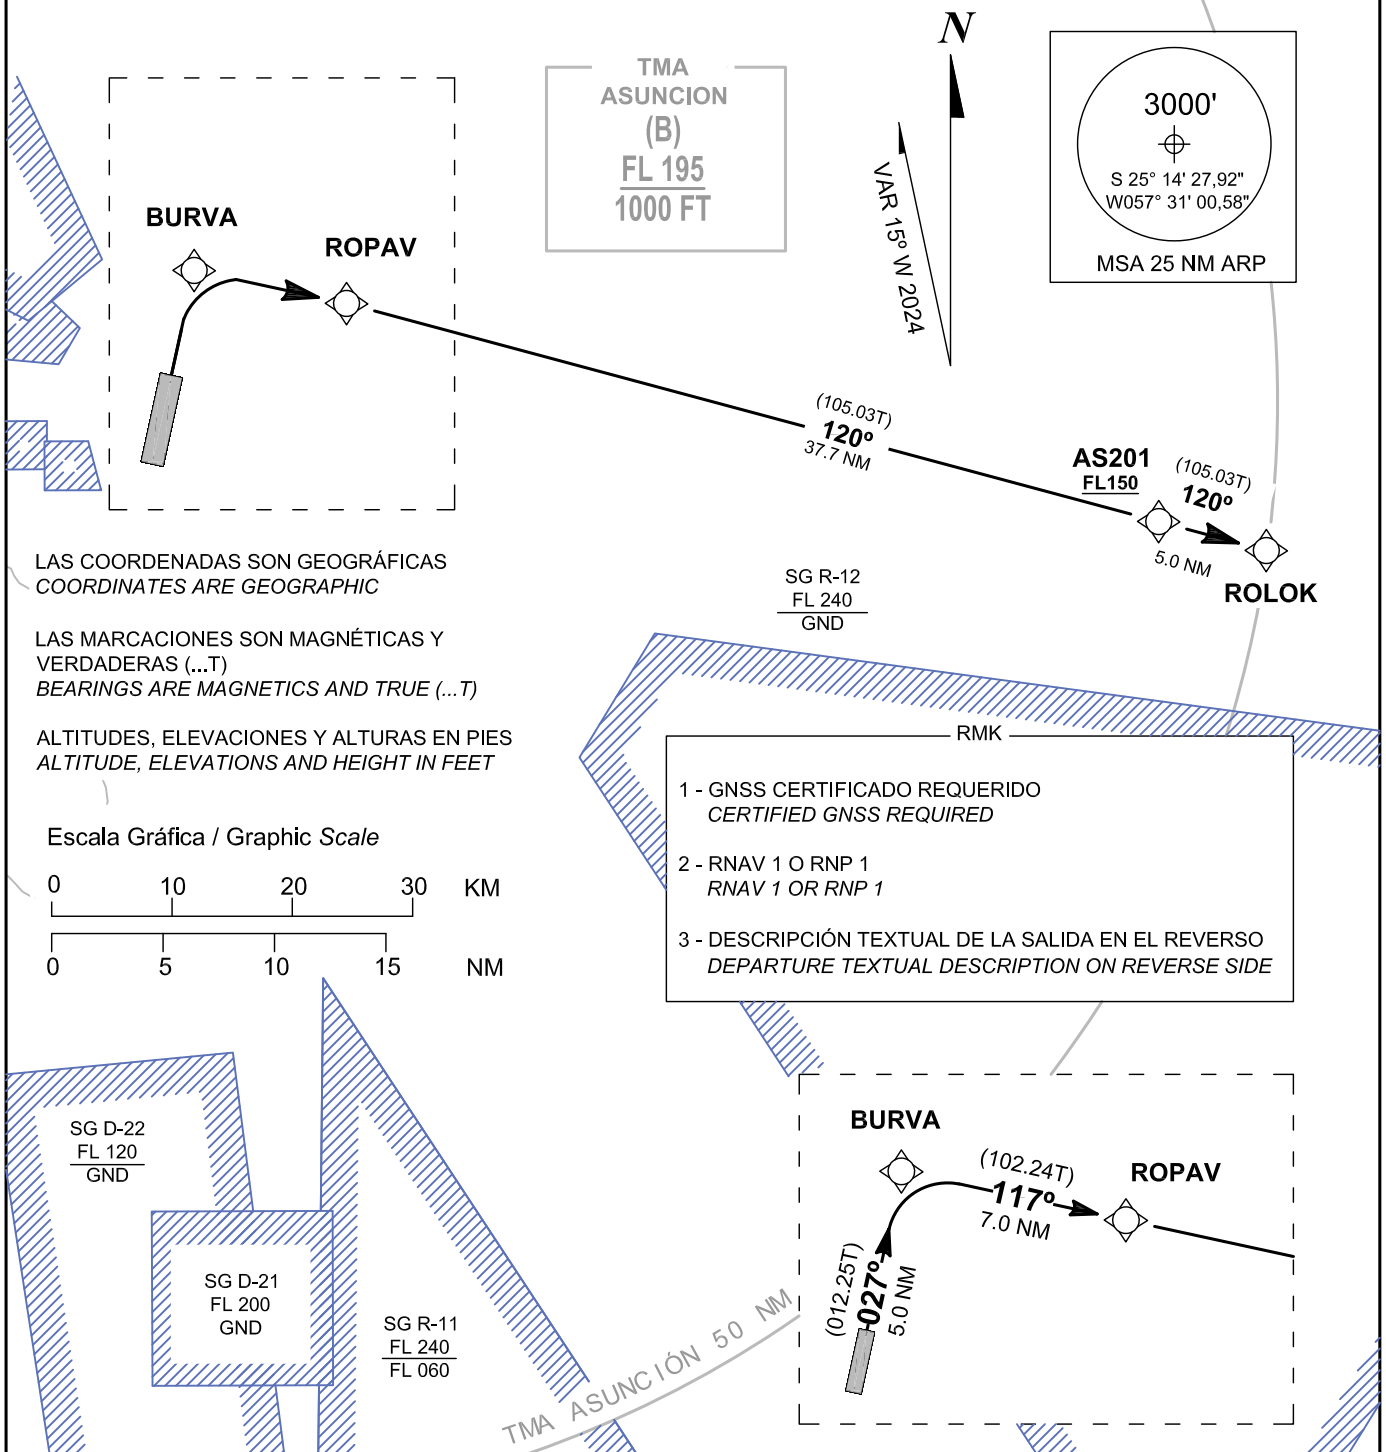 N
TMA
ASUNCION
(B)
FL 195
1000 FT
3000'
S 25° 14' 27,92"
W057° 31' 00,58"
MSA 25 NM ARP
VAR 15º W 2024
BURVA
ROPAV
(105.03T)
120º
37.7 NM
AS201
FL150
(105.03T)
120º
5.0 NM
ROLOK
LAS COORDENADAS SON GEOGRÁFICAS
COORDINATES ARE GEOGRAPHIC
LAS MARCACIONES SON MAGNÉTICAS Y
VERDADERAS (...T)
BEARINGS ARE MAGNETICS AND TRUE (...T)
ALTITUDES, ELEVACIONES Y ALTURAS EN PIES
ALTITUDE, ELEVATIONS AND HEIGHT IN FEET
SG R-12
FL 240
GND
Escala Gráfica / Graphic Scale
0 10 20 30 KM
0 5 10 15 NM
RMK
1 - GNSS CERTIFICADO REQUERIDO
CERTIFIED GNSS REQUIRED
2 - RNAV 1 O RNP 1
RNAV 1 OR RNP 1
3 - DESCRIPCIÓN TEXTUAL DE LA SALIDA EN EL REVERSO
DEPARTURE TEXTUAL DESCRIPTION ON REVERSE SIDE
SG D-22
FL 120
GND
SG D-21
FL 200
GND
SG R-11
FL 240
FL 060
TMA ASUNCIÓN 50 NM
BURVA
ROPAV
(102.24T)
117º
7.0 NM
(012.25T)
027º
5.0 NM